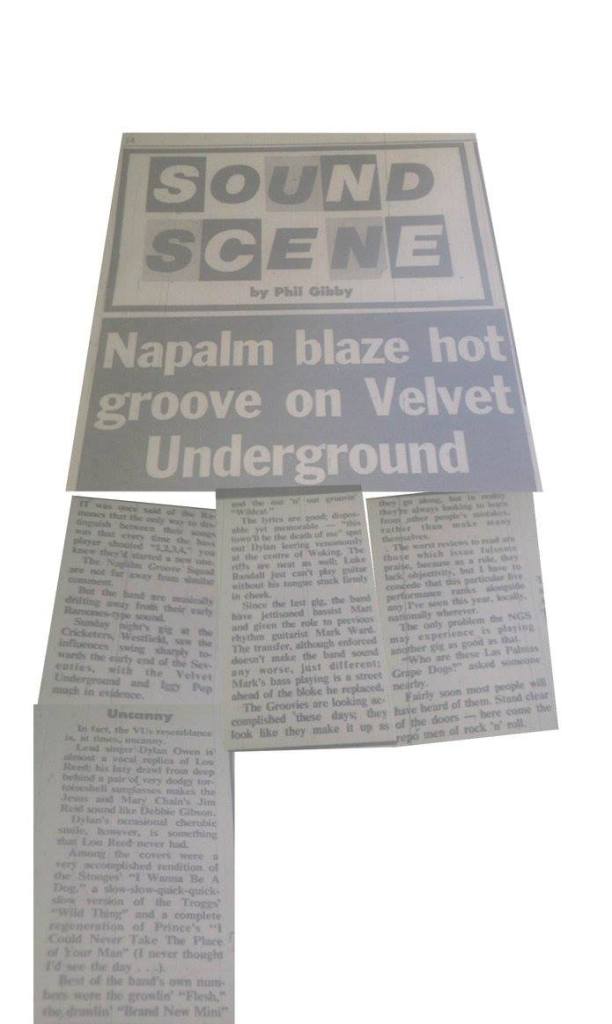 14
SOUND
SCENE
by Phil Gibby
Napalm blaze hot
groove on Velvet
Underground
IT was once said of the Ra-
mones that the only way to dis-
tinguish between their songs
was that every time the bass
player shouted "1,2,3,4," you
knew they'd started a new one.
The Napalm Groove Stars
are not far away from similar
comment.
But the band are musically
drifting away from their early
Ramones-type sound.
Sunday night's gig at the
Cricketers, Westfield, saw the
influences swing sharply to-
wards the early end of the Sev-
enties, with the Velvet
Underground and Iggy Pop
much in evidence.
Uncanny
In fact, the VUs resemblance
is, at times, uncanny.
Lead singer Dylan Owen is
almost a vocal replica of Lou
Reed; his lazy drawl from deep
behind a pair of very dodgy tor-
toiseshell sunglasses makes the
Jesus and Mary Chain's Jim
Reid sound like Debbie Gibson.
Dylan's occasional cherubic
smile, however, is something
that Lou Reed never had.
Among the covers were a
very accomplished rendition of
the Stooges' "I Wanna Be A
Dog," a slow-slow-quick-quick-
slow version of the Troggs'
"Wild Thing" and a complete
regeneration of Prince's "I
Could Never Take The Place
of Your Man" (I never thought
I'd see the day . . .).
Best of the band's own num-
bers were the growlin' "Flesh,"
the drawlin' "Brand New Mini"
and the out 'n' out groovin'
"Wildcat."
The lyrics are good; dispos-
able yet memorable — "this
town'll be the death of me" spat
out Dylan leering venomously
at the centre of Woking. The
riffs are neat as well; Luke
Randall just can't play guitar
without his tongue stuck firmly
in cheek.
Since the last gig, the band
have jettisoned bassist Man
and given the role to previous
rhythm guitarist Mark Ward.
The transfer, although enforced
doesn't make the band sound
any worse, just different;
Mark's bass playing is a street
ahead of the bloke he replaced.
The Groovies are looking ac-
complished these days; they
look like they make it up as
they go along, but in reality
they're always looking to learn
from other people's mistakes,
rather than make many
themselves.
The worst reviews to read are
those which issue fulsome
praise, because as a rule, they
lack objectivity, but I have to
concede that this particular live
performance ranks alongside
any I've seen this year, locally,
nationally wherever.
The only problem the NGS
may experience is playing
another gig as good as that.
"Who are these Las Palmas
Grape Dogs?" asked someone
nearby.
Fairly soon most people will
have heard of them. Stand clear
of the doors — here come the
repo men of rock 'n' roll.